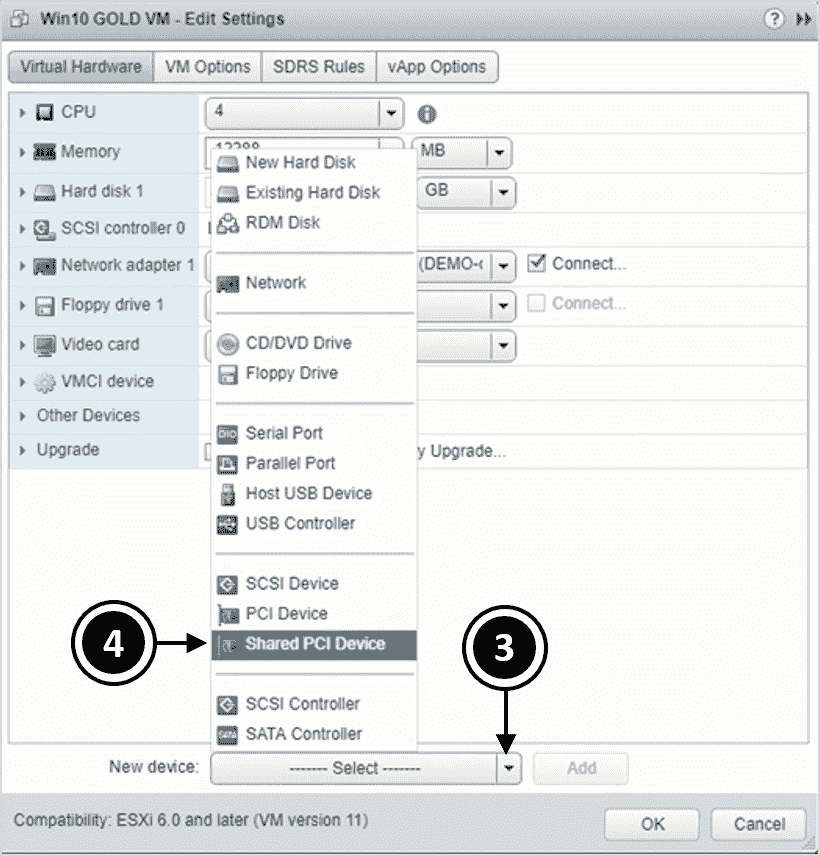 Win10 GOLD VM - Edit Settings
Virtual Hardware VM Options SDRS Rules vApp Options
CPU 4
Memory 12288 MB
New Hard Disk
Hard disk 1 Existing Hard Disk GB
RDM Disk
SCSI controller 0
Network adapter 1 (DEMO- Connect...
Network
Floppy drive 1 Connect...
Video card CD/DVD Drive
Floppy Drive
VMCI device
Other Devices
Serial Port
Upgrade y Upgrade...
Parallel Port
Host USB Device
USB Controller
SCSI Device
PCI Device
4 Shared PCI Device 3
SCSI Controller
SATA Controller
New device: ------- Select ------- Add
Compatibility: ESXi 6.0 and later (VM version 11) OK Cancel